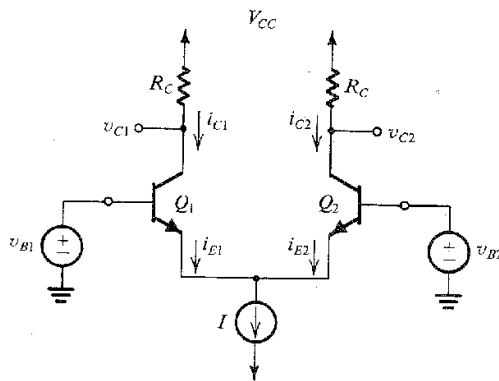 V_CC
R_C R_C
v_C1 i_C1 i_C2 v_C2
Q_1 Q_2
v_B1 + − i_E1 i_E2 + − v_B2
I